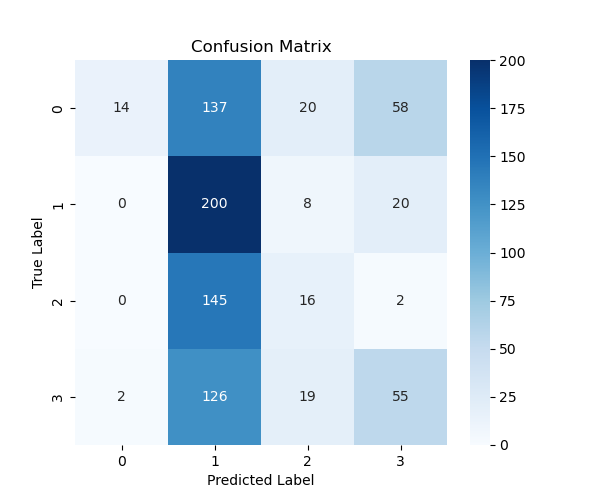 Confusion Matrix
True Label
0 14 137 20 58
1 0 200 8 20
2 0 145 16 2
3 2 126 19 55
0 1 2 3
Predicted Label
200
175
150
125
100
75
50
25
0